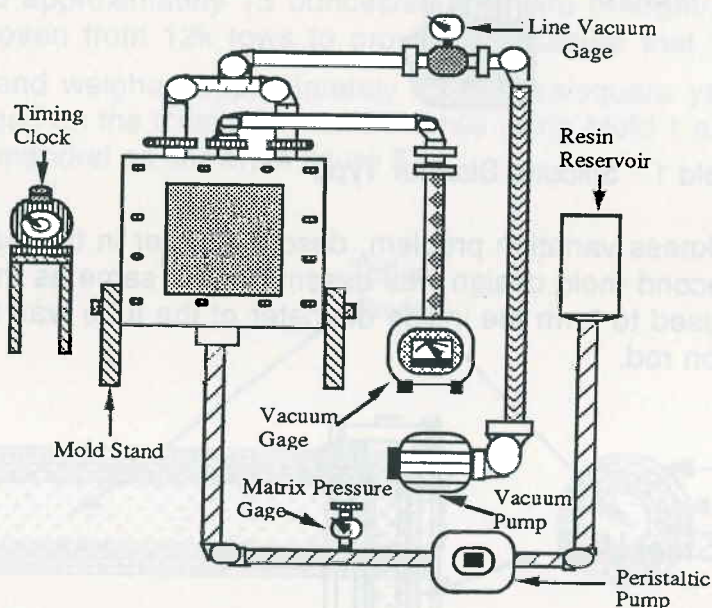 Line Vacuum
Gage
Timing
Clock
Resin
Reservoir
Vacuum
Gage
Mold Stand
Matrix Pressure
Gage
Vacuum
Pump
Peristaltic
Pump